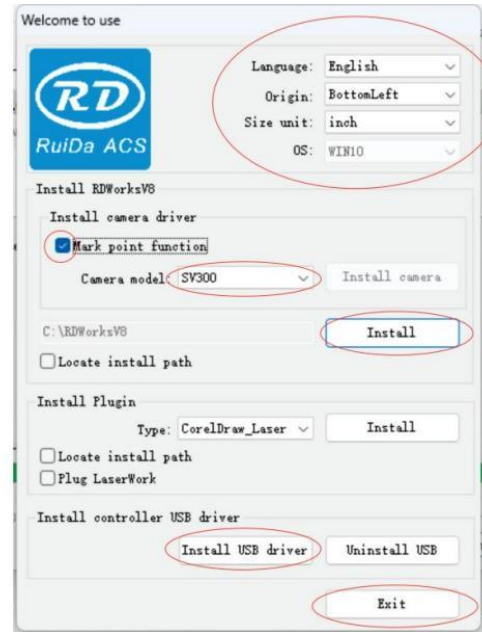 Welcome to use
RD
RuiDa ACS
Language: English
Origin: BottomLeft
Size unit: inch
OS: WIN10
Install RDWorksV8
Install camera driver
Mark point function
Camera model: SV300 Install camera
C:\RDWorksV8 Install
Locate install path
Install Plugin
Type: CorelDraw_Laser Install
Locate install path
Plug LaserWork
Install controller USB driver
Install USB driver Uninstall USB
Exit